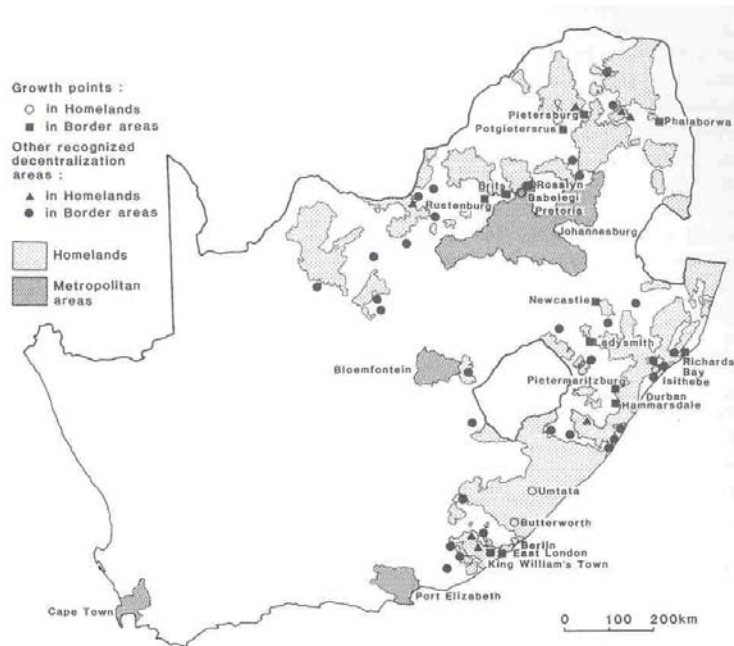 Growth points :
in Homelands
in Border areas
Other recognized
decentralization
areas :
in Homelands
in Border areas
Homelands
Metropolitan
areas
Pietersburg
Potgietersrus
Phalaborwa
Brits
Rosslyn
Rustenburg
Babelegi
Pretoris
Johannesburg
Newcastle
Ladysmith
Bloemfontein
Richards
Bay
Pietermaritzburg
Isithebe
Durban
Hammarsdale
Umtata
Butterworth
Berlin
East London
King William's Town
Port Elizabeth
Cape Town
0 100 200km